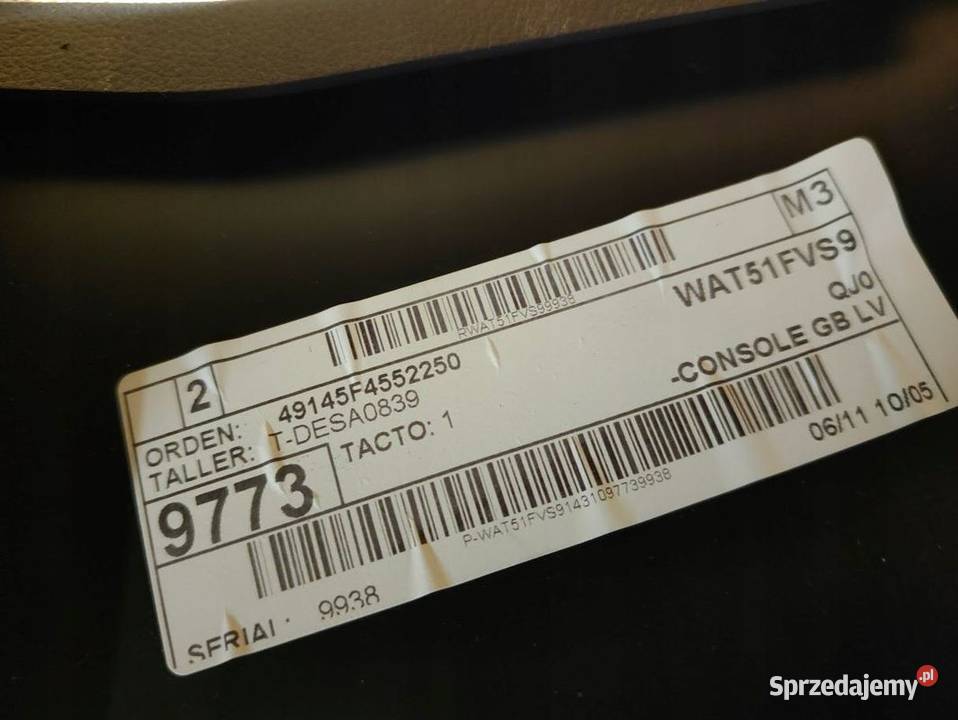 M3
RWAT51FVS99938
WAT51FVS9
2
QJ0
ORDEN: 49145F4552250
-CONSOLE GB LV
TALLER: T-DESA0839
TACTO: 1
06/11 10/05
9773
P-WAT51FVS91431097739938
SERIAL: 9938
Sprzedajemy.pl